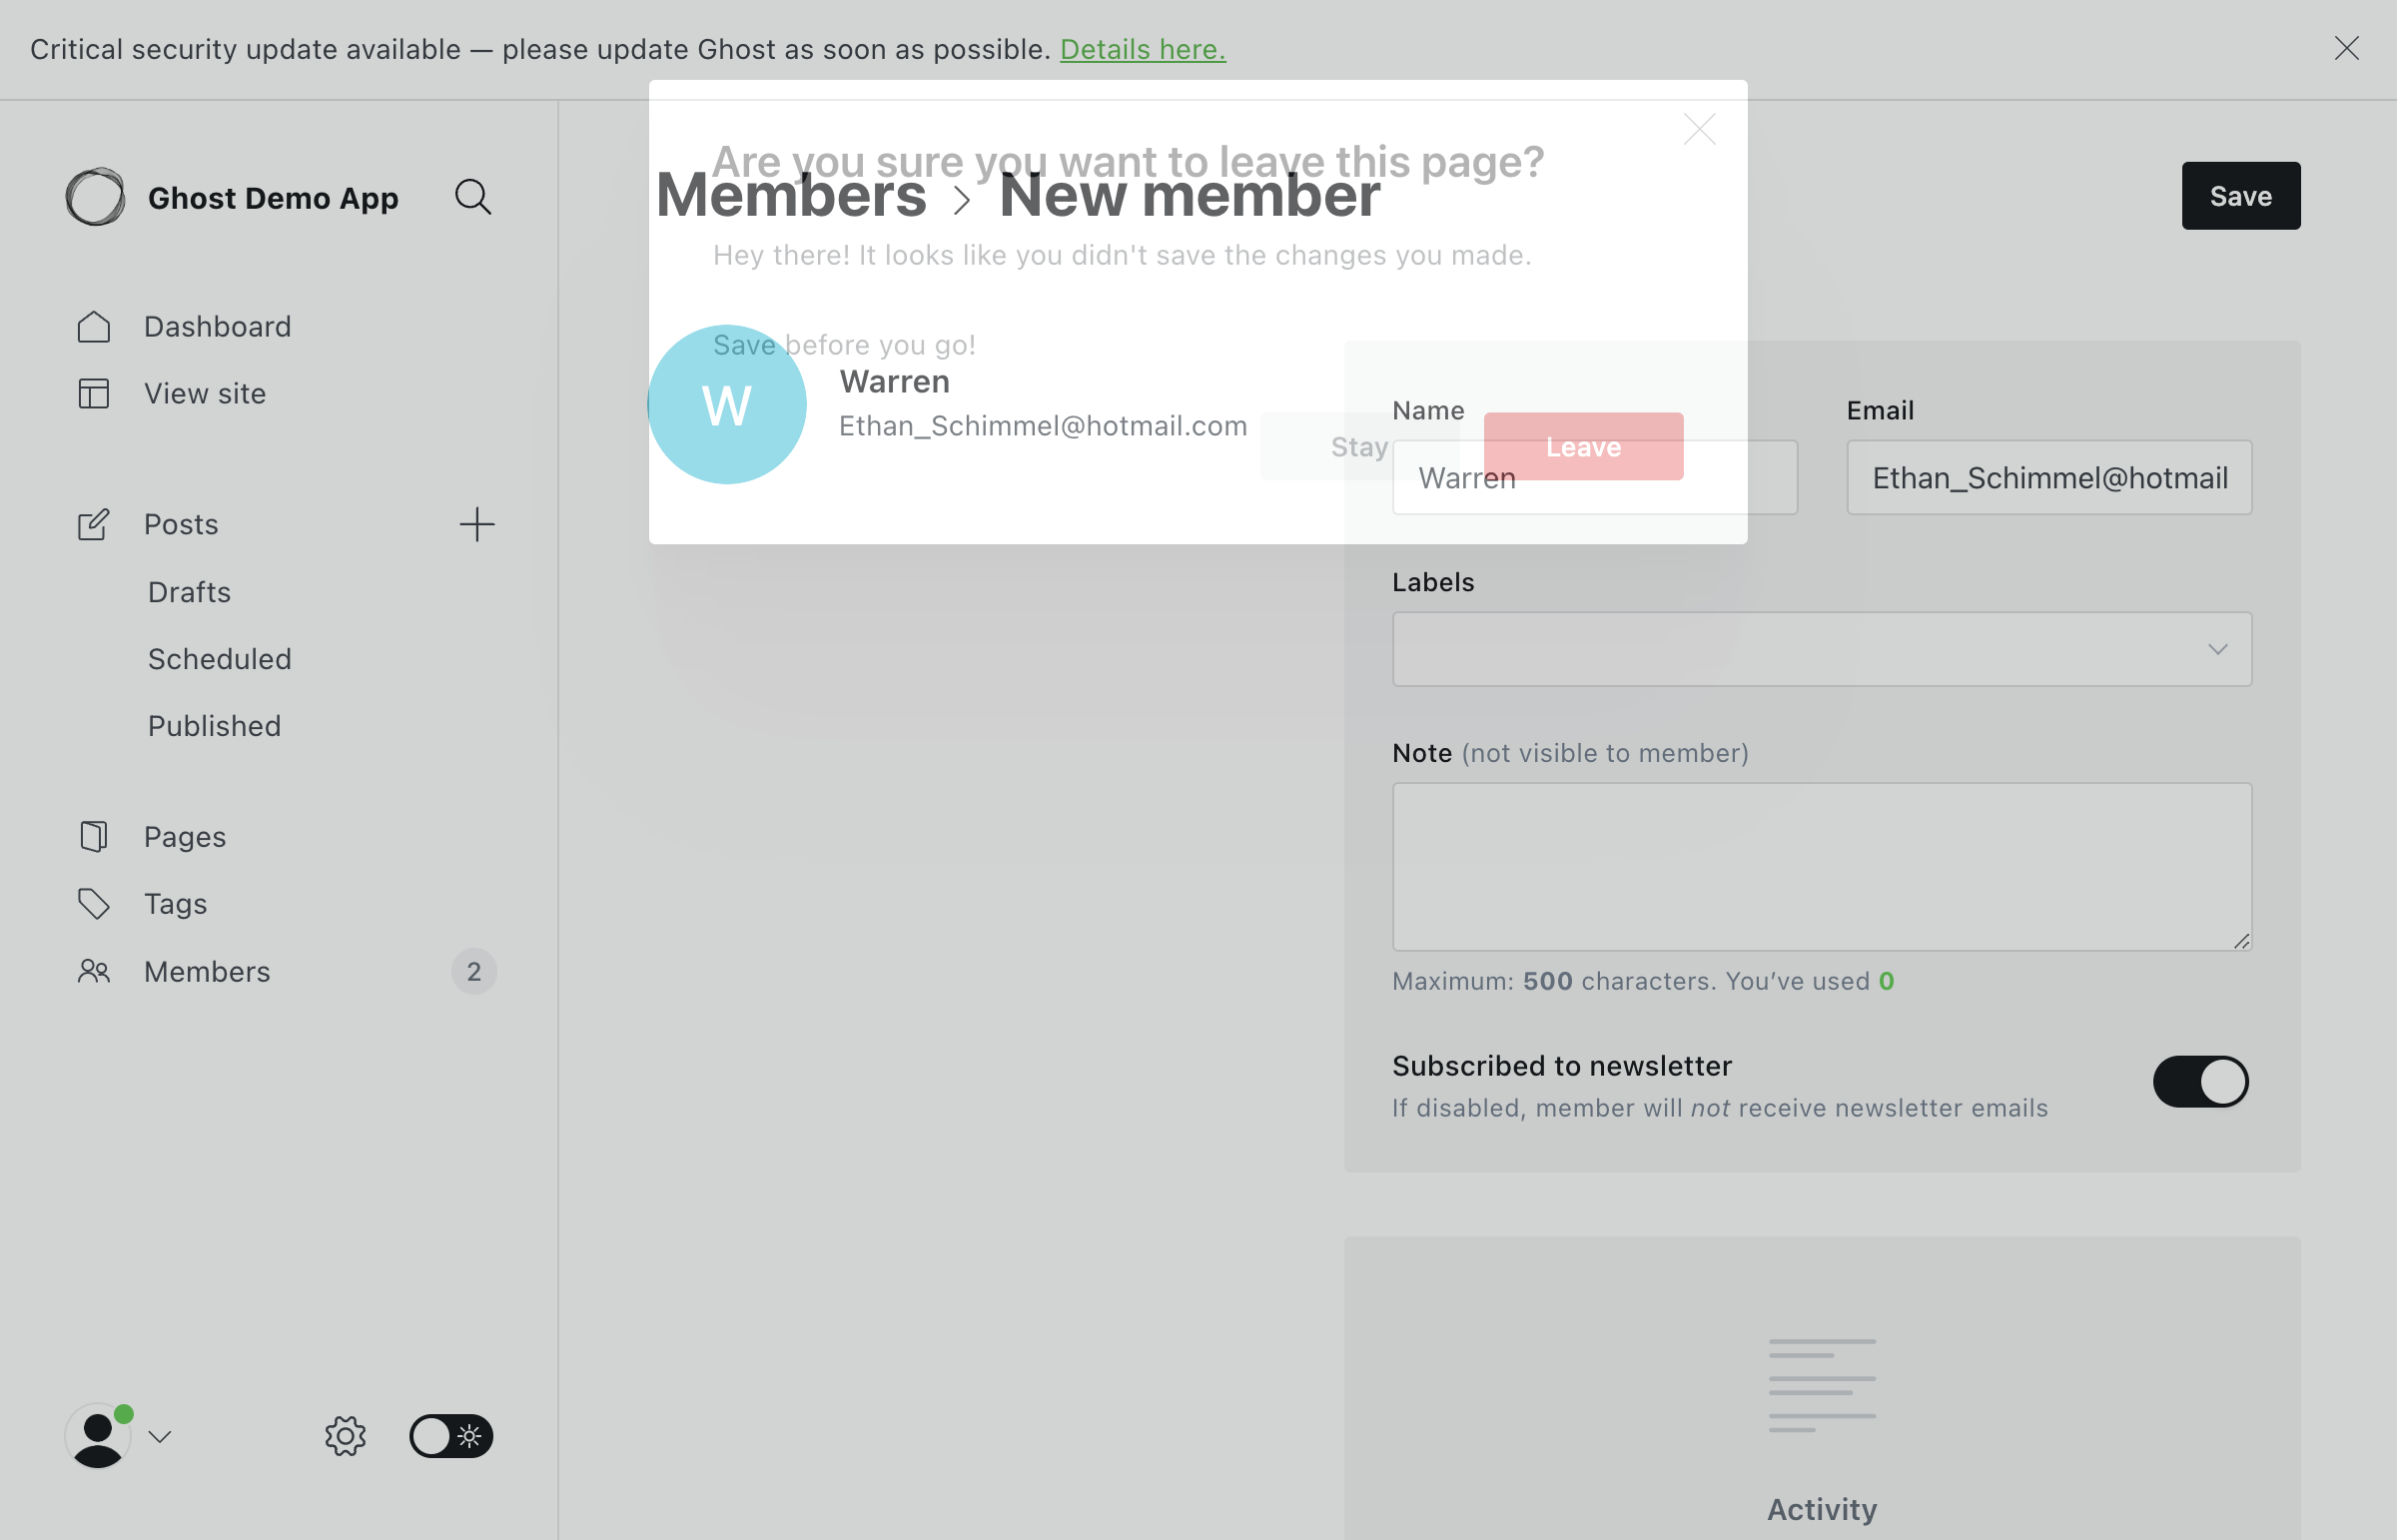 Critical security update available — please update Ghost as soon as possible. Details here.
Ghost Demo App
Dashboard
View site
Posts
Drafts
Scheduled
Published
Pages
Tags
Members 2
Are you sure you want to leave this page?
Members > New member
Save
Hey there! It looks like you didn't save the changes you made.
Save before you go!
W
Warren
Ethan_Schimmel@hotmail.com
Stay
Leave
Name
Warren
Email
Ethan_Schimmel@hotmail
Labels
Note (not visible to member)
Maximum: 500 characters. You’ve used 0
Subscribed to newsletter
If disabled, member will not receive newsletter emails
Activity